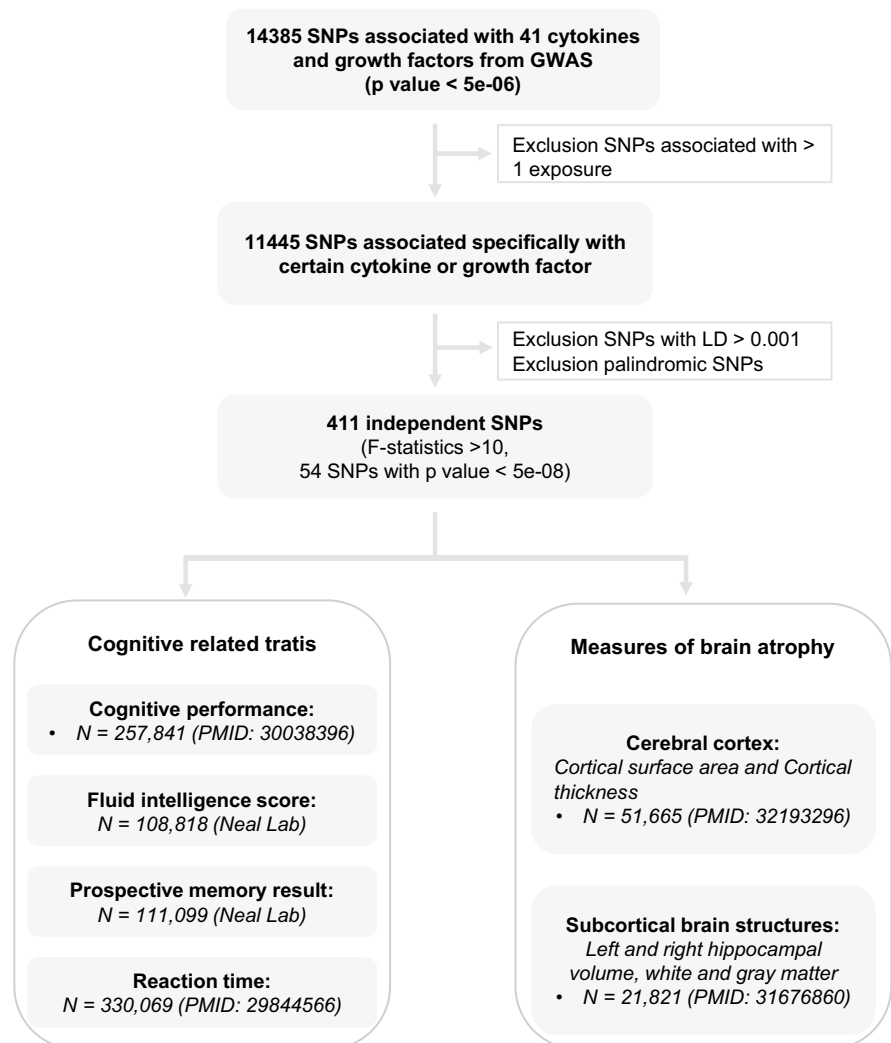 14385 SNPs associated with 41 cytokines
and growth factors from GWAS
(p value < 5e-06)
Exclusion SNPs associated with >
1 exposure
11445 SNPs associated specifically with
certain cytokine or growth factor
Exclusion SNPs with LD > 0.001
Exclusion palindromic SNPs
411 independent SNPs
(F-statistics >10,
54 SNPs with p value < 5e-08)
Cognitive related tratis
Cognitive performance:
• N = 257,841 (PMID: 30038396)
Fluid intelligence score:
N = 108,818 (Neal Lab)
Prospective memory result:
N = 111,099 (Neal Lab)
Reaction time:
N = 330,069 (PMID: 29844566)
Measures of brain atrophy
Cerebral cortex:
Cortical surface area and Cortical
thickness
• N = 51,665 (PMID: 32193296)
Subcortical brain structures:
Left and right hippocampal
volume, white and gray matter
• N = 21,821 (PMID: 31676860)